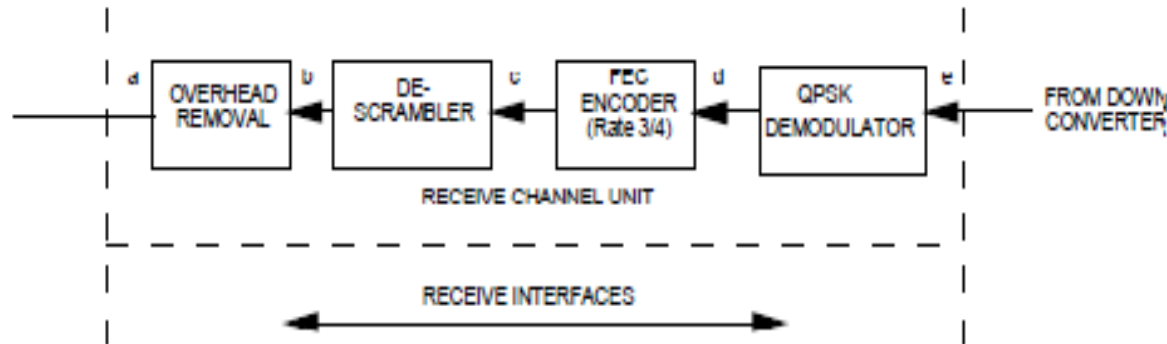 a
OVERHEAD
REMOVAL
b
DE-
SCRAMBLER
c
FEC
ENCODER
(Rate 3/4)
d
QPSK
DEMODULATOR
e
FROM DOWN
CONVERTER
RECEIVE CHANNEL UNIT
RECEIVE INTERFACES